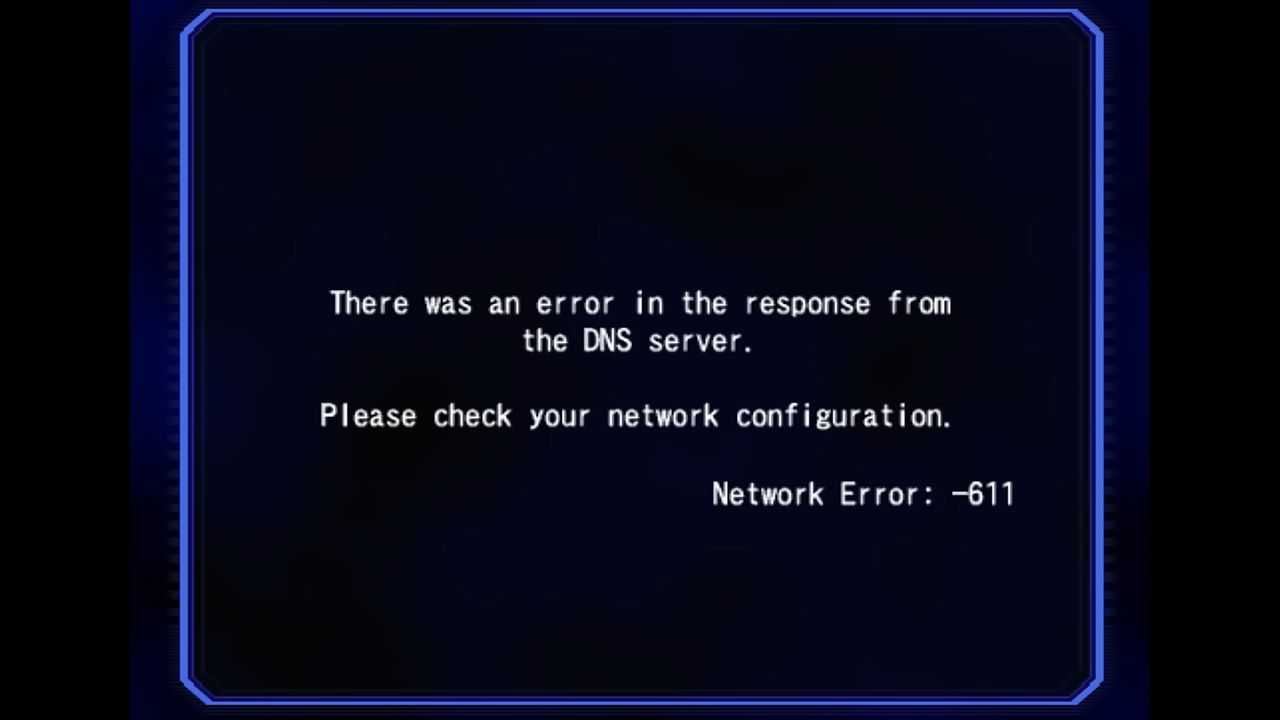 There was an error in the response from
the DNS server.
Please check your network configuration.
Network Error: -611